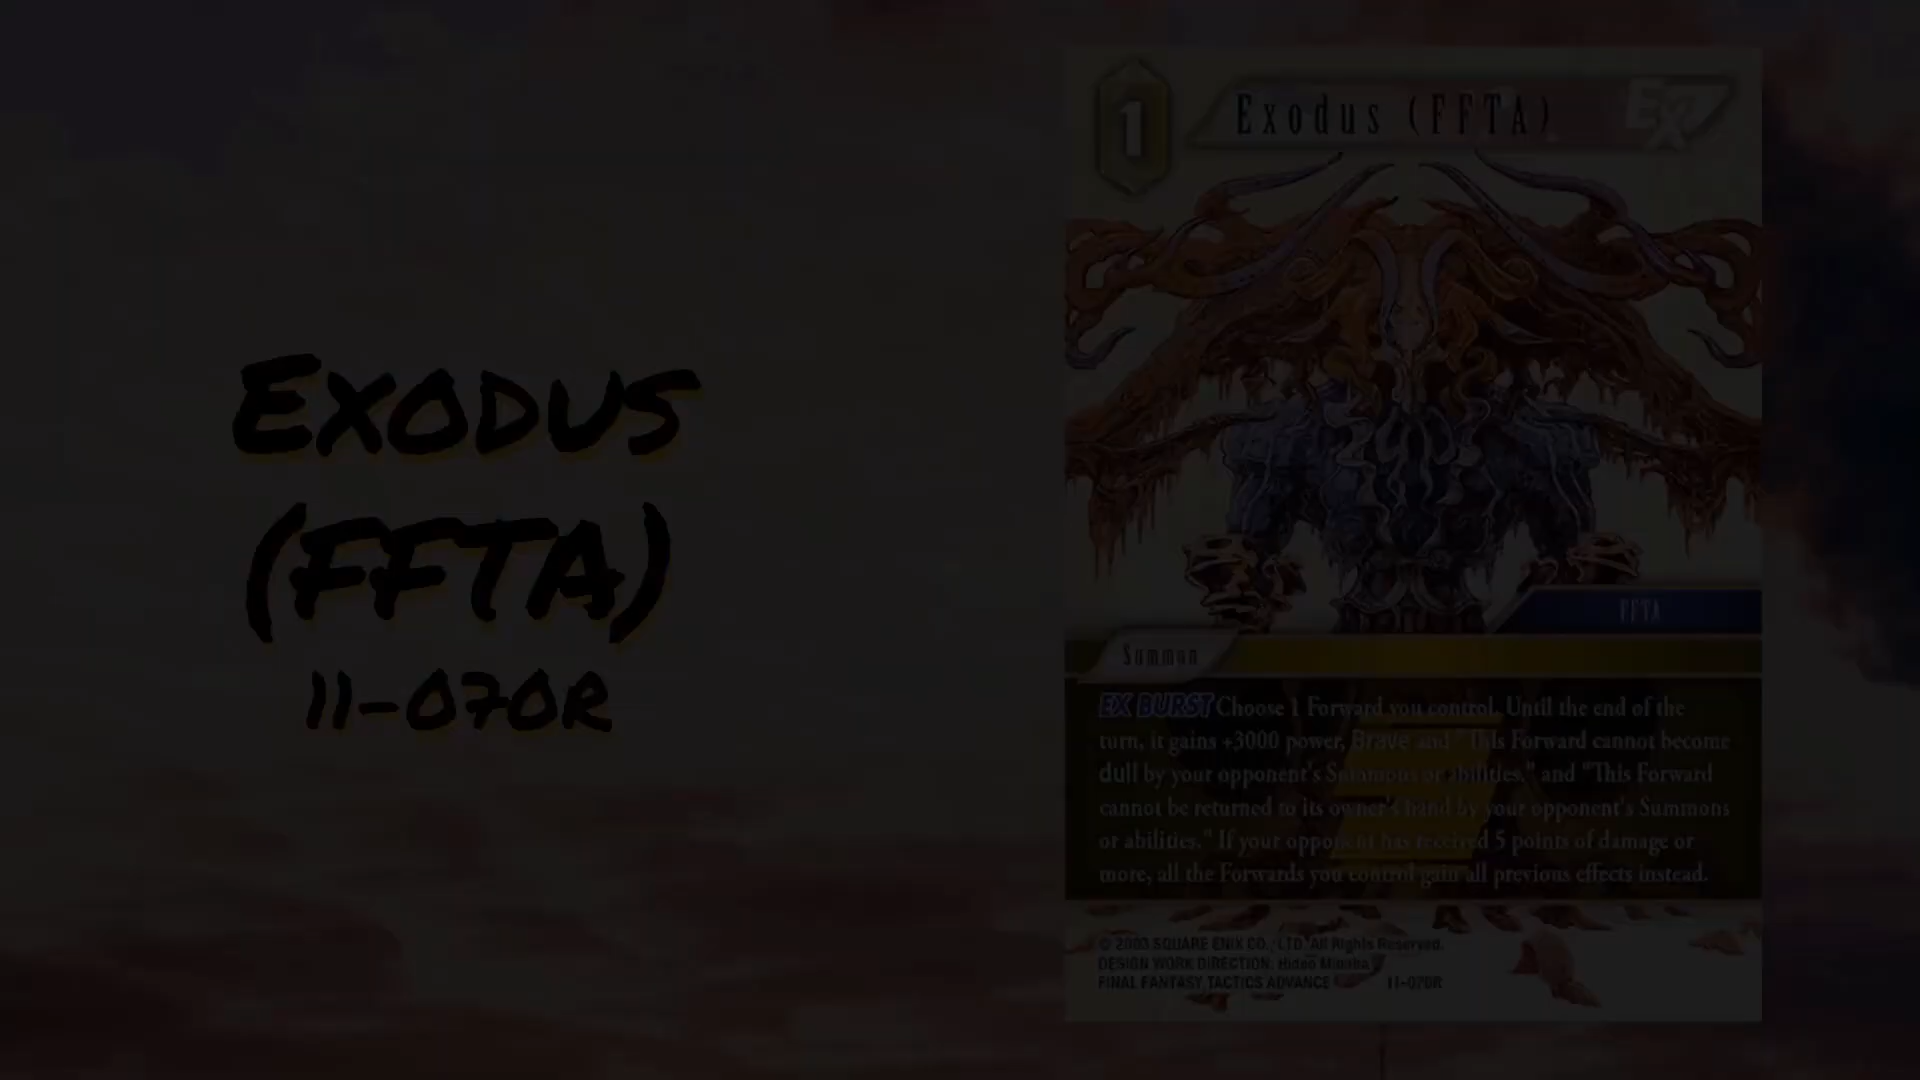 Exodus
(FFTA)
11-070R
1
Exodus (FFTA)
EX
FFTA
Summon
EX BURST Choose 1 Forward you control. Until the end of the
turn, it gains +3000 power, Brave and "This Forward cannot become
dull by your opponent's Summons or abilities." and "This Forward
cannot be returned to its owner's hand by your opponent's Summons
or abilities." If your opponent has received 5 points of damage or
more, all the Forwards you control gain all previous effects instead.
© 2003 SQUARE ENIX CO., LTD. All Rights Reserved.
DESIGN WORK DIRECTION: Hideo Minaba
FINAL FANTASY TACTICS ADVANCE 11-070R